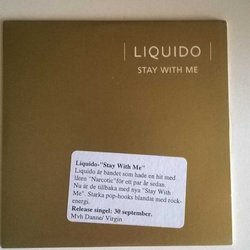 LIQUIDO
STAY WITH ME
Liquido-"Stay With Me"
Liquido är bandet som hade en hit med
låten "Narcotic" för ett par år sedan.
Nu är de tillbaka med nya "Stay With
Me". Starka pop-hooks blandat med rock-
energi.
Release singel: 30 september.
Mvh Danne/ Virgin